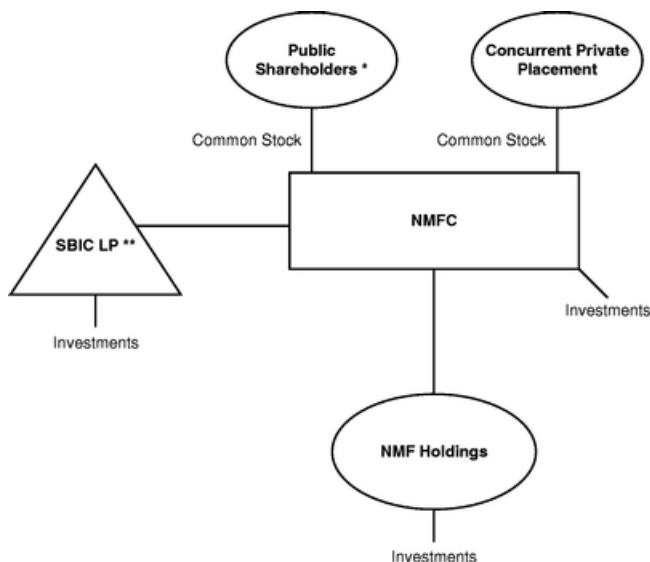 Public
Shareholders *
Concurrent Private
Placement
Common Stock
Common Stock
NMFC
SBIC LP **
Investments
Investments
NMF Holdings
Investments